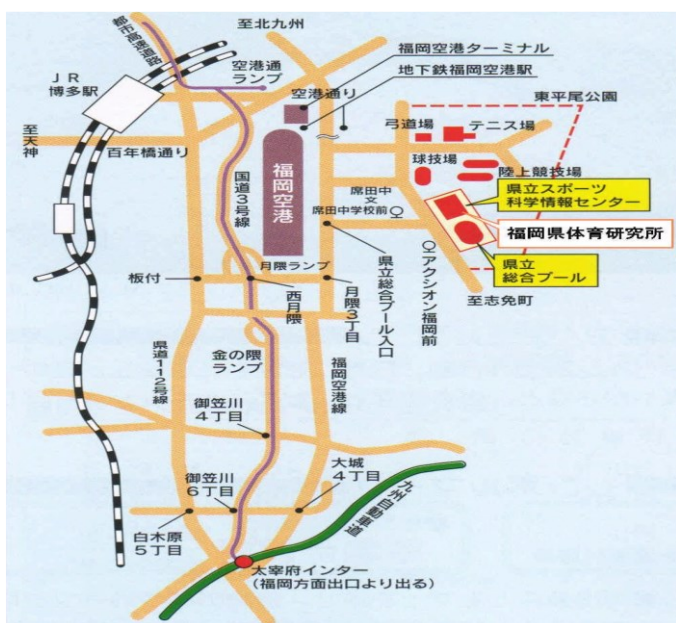 至北九州
都市高速道路
福岡空港ターミナル
地下鉄福岡空港駅
空港通
ランプ
空港通り
JR
博多駅
東平尾公園
至天神
百年橋通り
弓道場
テニス場
国道3号線
福岡空港
球技場
陸上競技場
席田中
文
席田中学校前
県立スポーツ
科学情報センター
福岡県体育研究所
県立
総合プール
月隈ランプ
板付
西月隈
月隈3丁目
県立総合プール入口
アクシオン福岡前
至志免町
県道112号線
金の隈
ランプ
福岡空港線
御笠川
4丁目
御笠川
6丁目
大城
4丁目
九州自動車道
白木原
5丁目
太宰府インター
(福岡方面出口より出る)